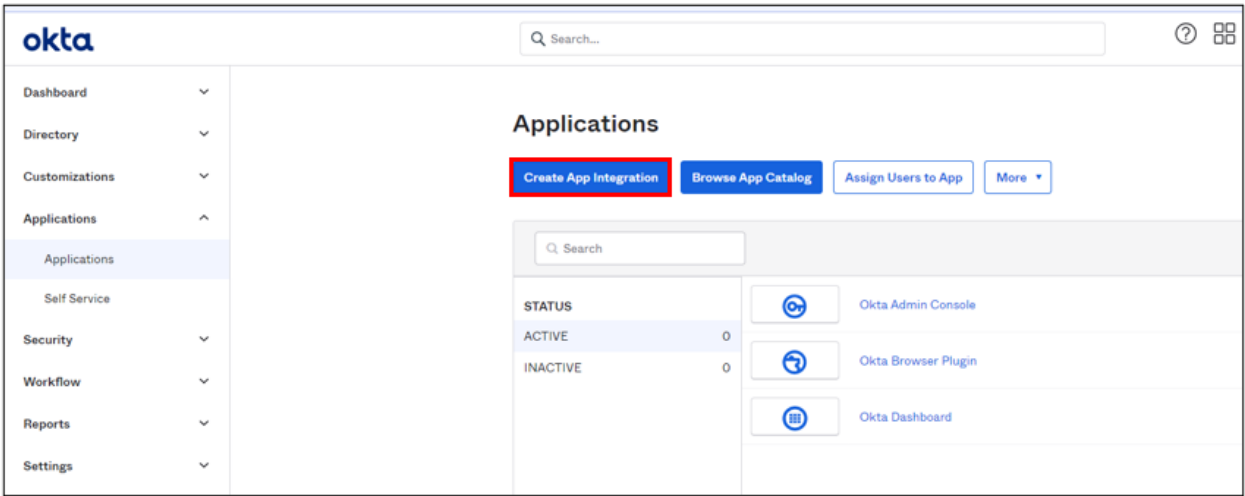 okta
Search...
Dashboard
Directory
Customizations
Applications
Applications
Self Service
Security
Workflow
Reports
Settings
Applications
Create App Integration
Browse App Catalog
Assign Users to App
More
Search
STATUS
ACTIVE 0
INACTIVE 0
Okta Admin Console
Okta Browser Plugin
Okta Dashboard